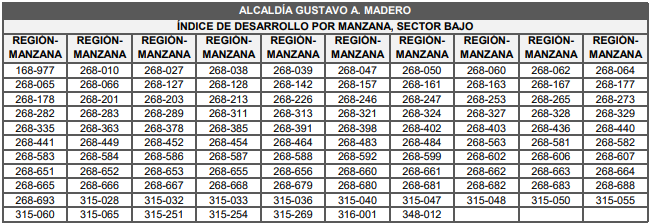 ALCALDÍA GUSTAVO A. MADERO
ÍNDICE DE DESARROLLO POR MANZANA, SECTOR BAJO
REGIÓN-MANZANA REGIÓN-MANZANA REGIÓN-MANZANA REGIÓN-MANZANA REGIÓN-MANZANA REGIÓN-MANZANA REGIÓN-MANZANA REGIÓN-MANZANA REGIÓN-MANZANA REGIÓN-MANZANA
168-977 268-010 268-027 268-038 268-039 268-047 268-050 268-060 268-062 268-064
268-065 268-066 268-127 268-128 268-142 268-157 268-161 268-163 268-167 268-177
268-178 268-201 268-203 268-213 268-226 268-246 268-247 268-253 268-265 268-273
268-282 268-283 268-289 268-311 268-313 268-321 268-324 268-327 268-328 268-329
268-335 268-363 268-378 268-385 268-391 268-398 268-402 268-403 268-436 268-440
268-441 268-449 268-452 268-454 268-464 268-483 268-484 268-563 268-581 268-582
268-583 268-584 268-586 268-587 268-588 268-592 268-599 268-602 268-606 268-607
268-651 268-652 268-653 268-655 268-656 268-658 268-661 268-662 268-663 268-664
268-665 268-666 268-667 268-668 268-679 268-680 268-681 268-682 268-683 268-688
268-693 315-028 315-032 315-033 315-036 315-040 315-047 315-048 315-050 315-055
315-060 315-065 315-251 315-254 315-269 316-001 348-012